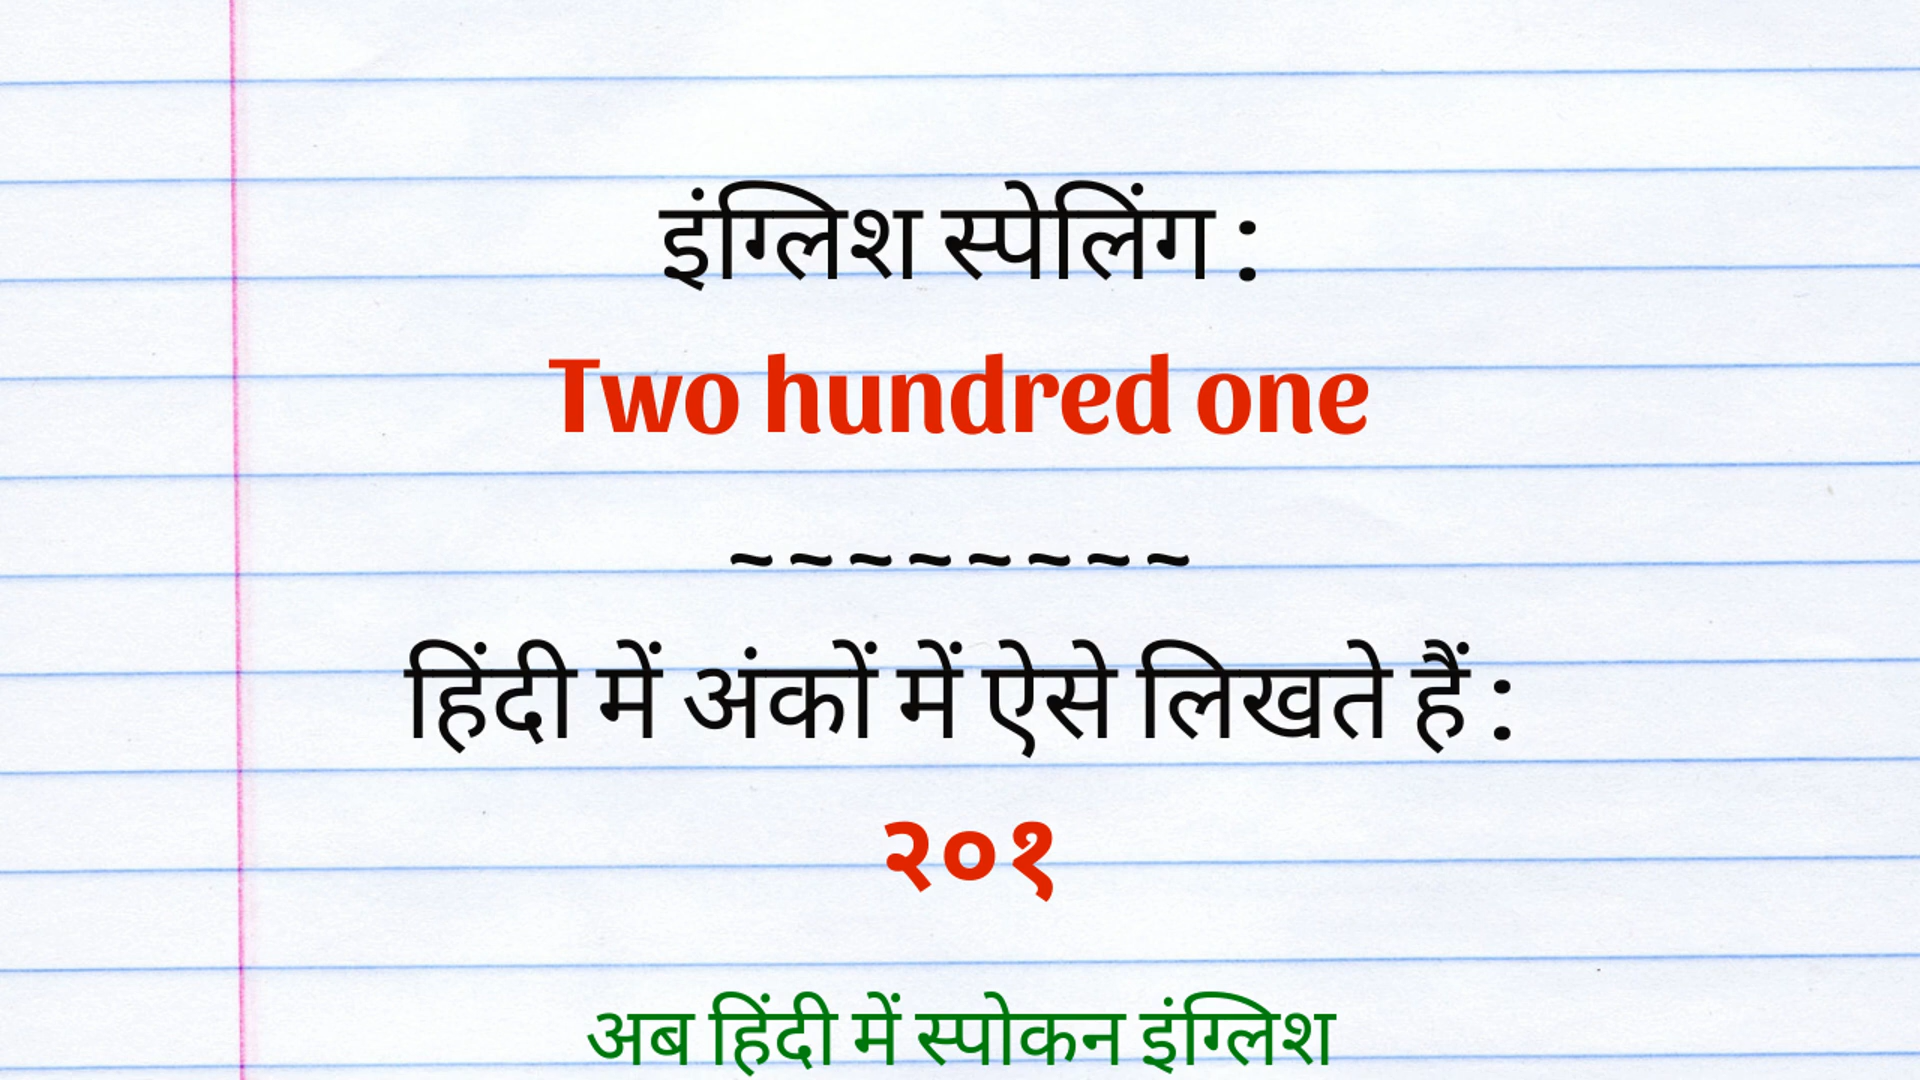 इंग्लिश स्पेलिंग :
Two hundred one
~~~~~~~~
हिंदी में अंकों में ऐसे लिखते हैं :
२०१
अब हिंदी में स्पोकन इंग्लिश